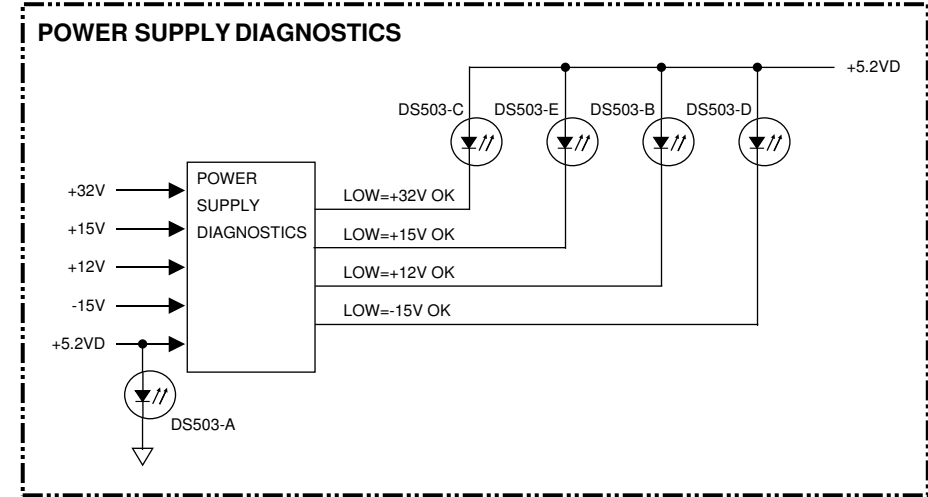 POWER SUPPLY DIAGNOSTICS
+5.2VD
DS503-C
DS503-E
DS503-B
DS503-D
+32V
+15V
+12V
-15V
+5.2VD
POWER
SUPPLY
DIAGNOSTICS
LOW=+32V OK
LOW=+15V OK
LOW=+12V OK
LOW=-15V OK
DS503-A